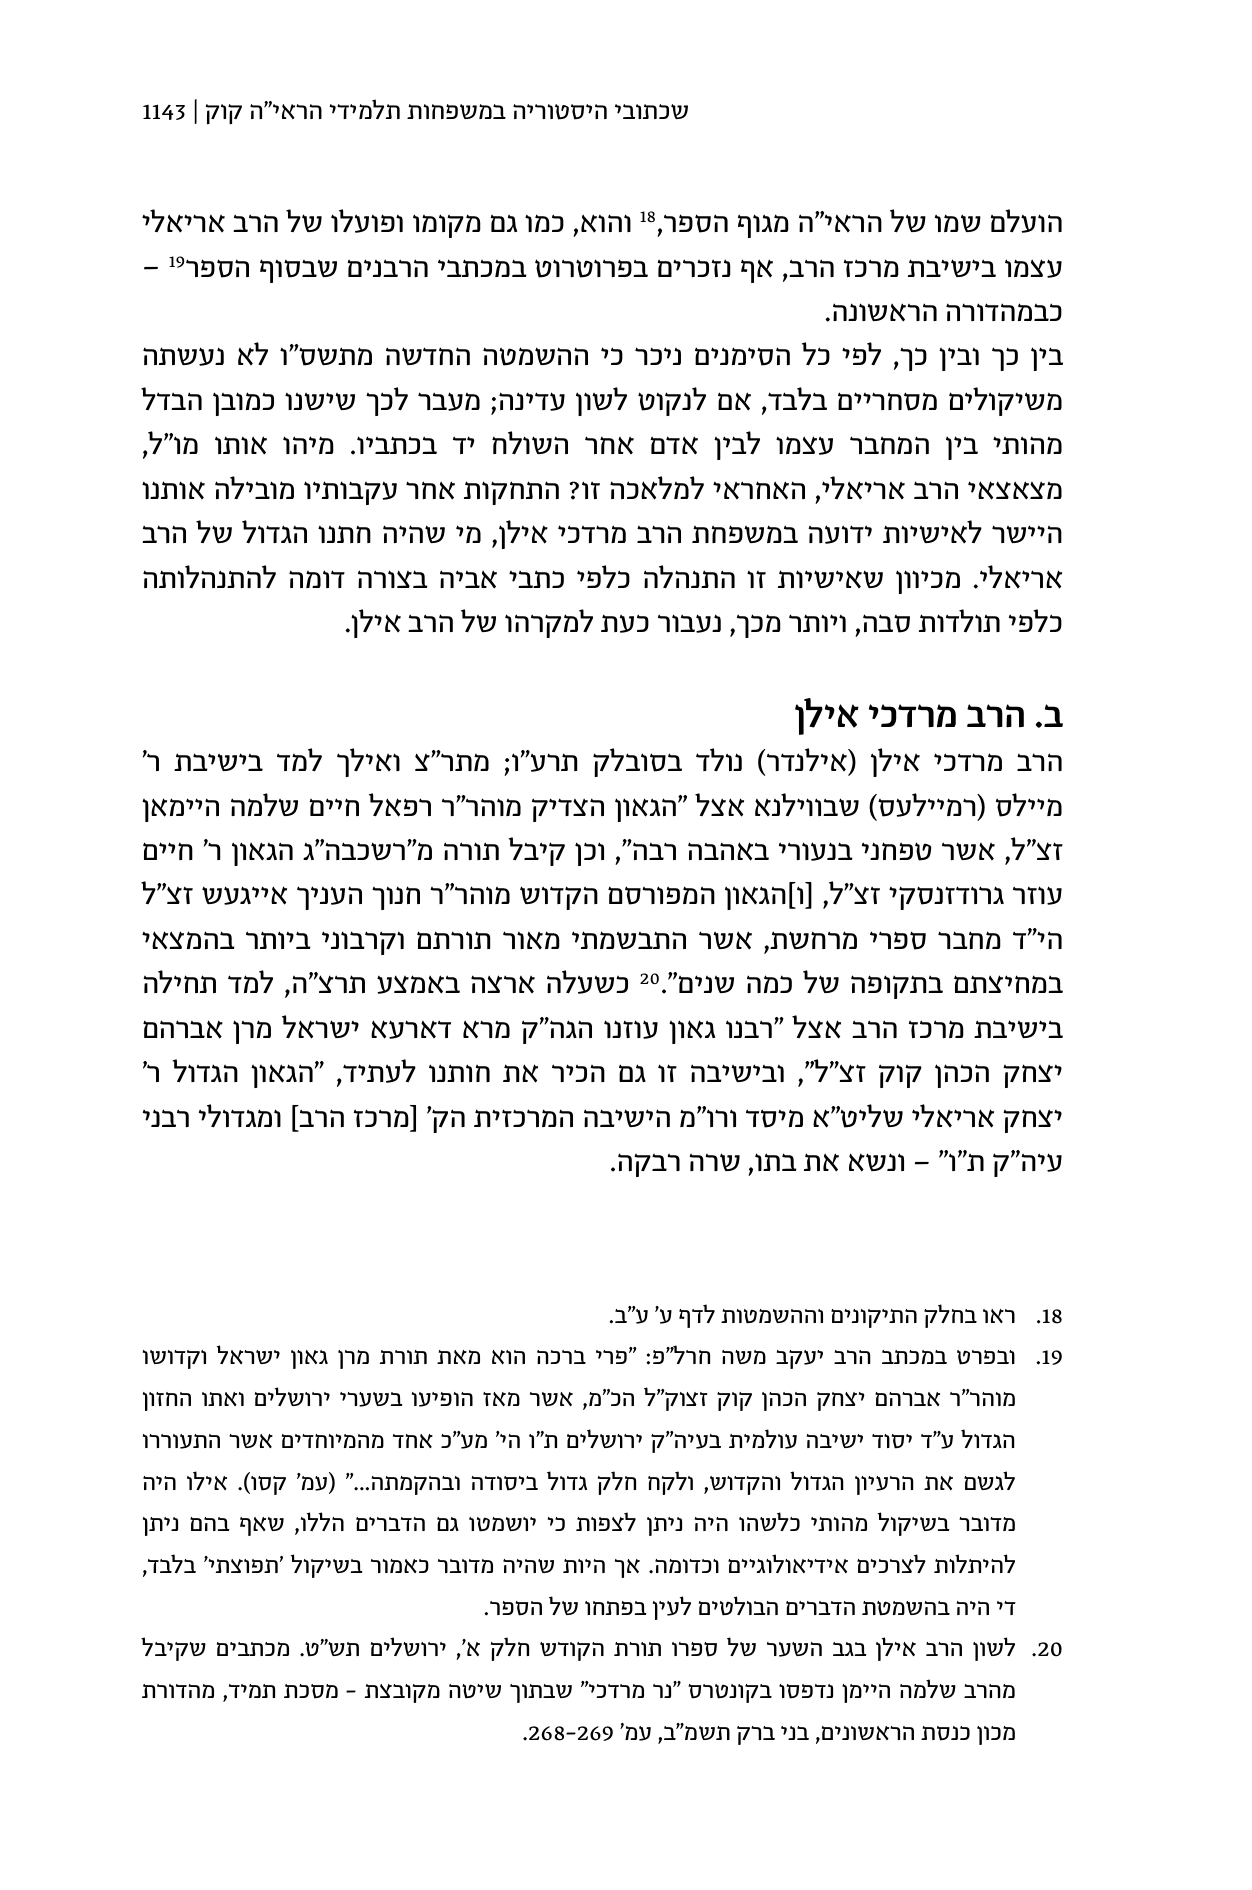 שכתובי היסטוריה במשפחות תלמידי הראי״ה קוק | 1143
הועלם שמו של הראי״ה מגוף הספר,18 והוא, כמו גם מקומו ופועלו של הרב אריאלי
עצמו בישיבת מרכז הרב, אף נזכרים בפרוטרוט במכתבי הרבנים שבסוף הספר19 –
כבמהדורה הראשונה.
בין כך ובין כך, לפי כל הסימנים ניכר כי ההשמטה החדשה מתשס״ו לא נעשתה
משיקולים מסחריים בלבד, אם לנקוט לשון עדינה; מעבר לכך שישנו כמובן הבדל
מהותי בין המחבר עצמו לבין אדם אחר השולח יד בכתביו. מיהו אותו מו״ל,
מצאצאי הרב אריאלי, האחראי למלאכה זו? התחקות אחר עקבותיו מובילה אותנו
היישר לאישיות ידועה במשפחת הרב מרדכי אילן, מי שהיה חתנו הגדול של הרב
אריאלי. מכיוון שאישיות זו התנהלה כלפי כתבי אביה בצורה דומה להתנהלותה
כלפי תולדות סבה, ויותר מכך, נעבור כעת למקרהו של הרב אילן.
ב. הרב מרדכי אילן
הרב מרדכי אילן (אילנדר) נולד בסובלק תרע״ו; מתר״צ ואילך למד בישיבת ר׳
מיילס (רמיילעס) שבווילנא אצל ״הגאון הצדיק מוהר״ר רפאל חיים שלמה היימאן
זצ״ל, אשר טפחני בנעורי באהבה רבה״, וכן קיבל תורה מ״רשכבה״ג הגאון ר׳ חיים
עוזר גרודזנסקי זצ״ל, [ו]הגאון המפורסם הקדוש מוהר״ר חנוך העניך אייגעש זצ״ל
הי״ד מחבר ספרי מרחשת, אשר התבשמתי מאור תורתם וקרבוני ביותר בהמצאי
במחיצתם בתקופה של כמה שנים״.20 כשעלה ארצה באמצע תרצ״ה, למד תחילה
בישיבת מרכז הרב אצל ״רבנו גאון עוזנו הגה״ק מרא דארעא ישראל מרן אברהם
יצחק הכהן קוק זצ״ל״, ובישיבה זו גם הכיר את חותנו לעתיד, ״הגאון הגדול ר׳
יצחק אריאלי שליט״א מיסד ורו״מ הישיבה המרכזית הק׳ [מרכז הרב] ומגדולי רבני
עיה״ק ת״ו״ – ונשא את בתו, שרה רבקה.
18. ראו בחלק התיקונים וההשמטות לדף ע׳ ע״ב.
19. ובפרט במכתב הרב יעקב משה חרל״פ: ״פרי ברכה הוא מאת תורת מרן גאון ישראל וקדושו
מוהר״ר אברהם יצחק הכהן קוק זצוק״ל הכ״מ, אשר מאז הופיעו בשערי ירושלים ואתו החזון
הגדול ע״ד יסוד ישיבה עולמית בעיה״ק ירושלים ת״ו הי׳ מע״כ אחד מהמיוחדים אשר התעוררו
לגשם את הרעיון הגדול והקדוש, ולקח חלק גדול ביסודה ובהקמתה...״ (עמ׳ קסו). אילו היה
מדובר בשיקול מהותי כלשהו היה ניתן לצפות כי יושמטו גם הדברים הללו, שאף בהם ניתן
להיתלות לצרכים אידיאולוגיים וכדומה. אך היות שהיה מדובר כאמור בשיקול ׳תפוצתי׳ בלבד,
די היה בהשמטת הדברים הבולטים לעין בפתחו של הספר.
20. לשון הרב אילן בגב השער של ספרו תורת הקודש חלק א׳, ירושלים תש״ט. מכתבים שקיבל
מהרב שלמה היימן נדפסו בקונטרס ״נר מרדכי״ שבתוך שיטה מקובצת – מסכת תמיד, מהדורת
מכון כנסת הראשונים, בני ברק תשמ״ב, עמ׳ 268–269.